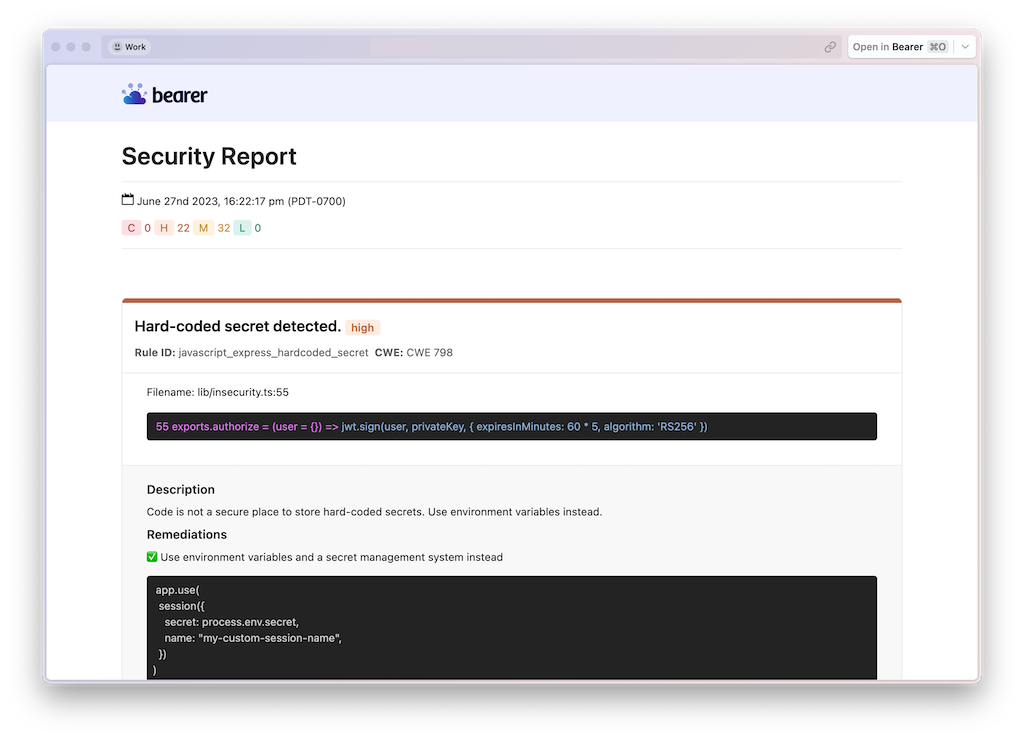 Work
Open in Bearer ⌘O
bearer
Security Report
June 27nd 2023, 16:22:17 pm (PDT-0700)
C 0 H 22 M 32 L 0
Hard-coded secret detected. high
Rule ID: javascript_express_hardcoded_secret CWE: CWE 798
Filename: lib/insecurity.ts:55
55 exports.authorize = (user = {}) => jwt.sign(user, privateKey, { expiresInMinutes: 60 * 5, algorithm: 'RS256' })
Description
Code is not a secure place to store hard-coded secrets. Use environment variables instead.
Remediations
✅ Use environment variables and a secret management system instead
app.use(
session({
secret: process.env.secret,
name: "my-custom-session-name",
})
)